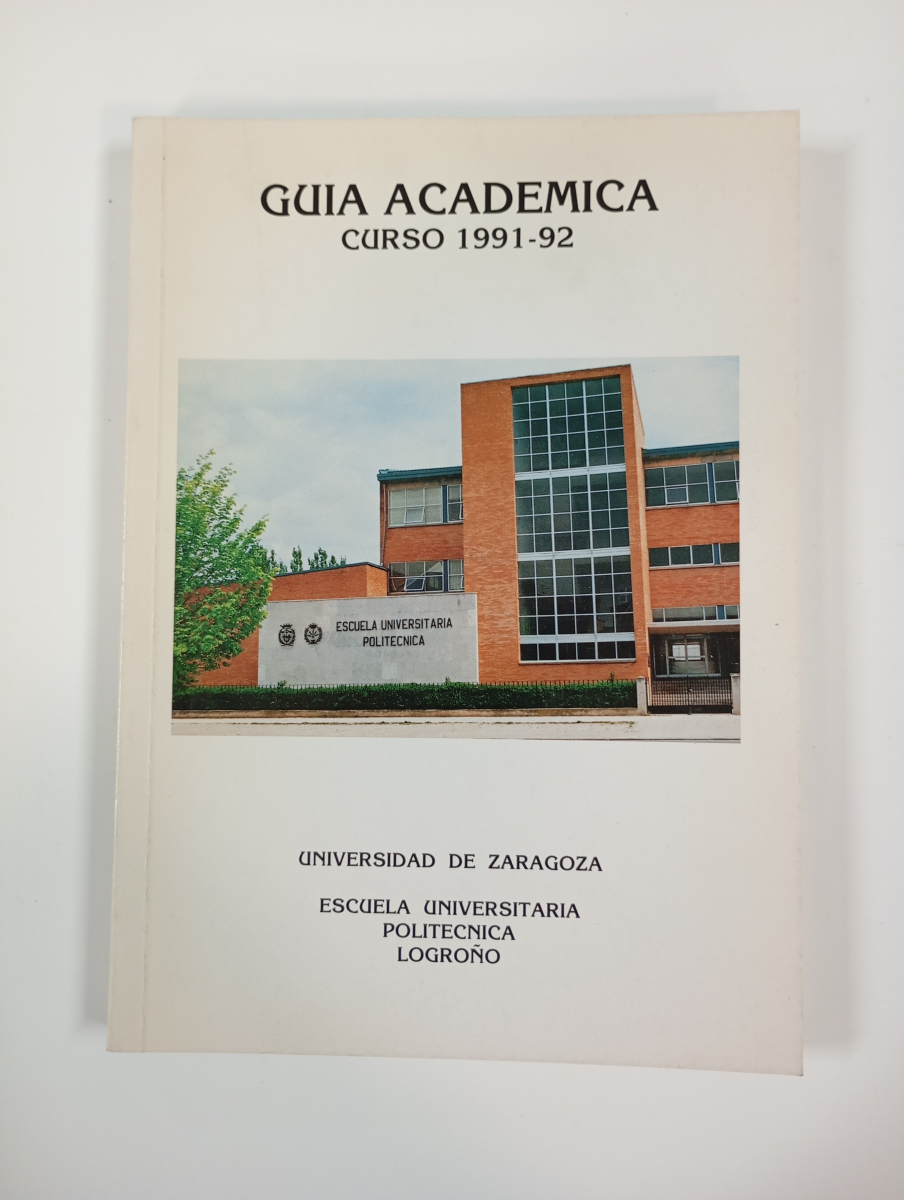 GUIA ACADEMICA
CURSO 1991-92
ESCUELA UNIVERSITARIA
POLITECNICA
UNIVERSIDAD DE ZARAGOZA
ESCUELA UNIVERSITARIA
POLITECNICA
LOGROÑO